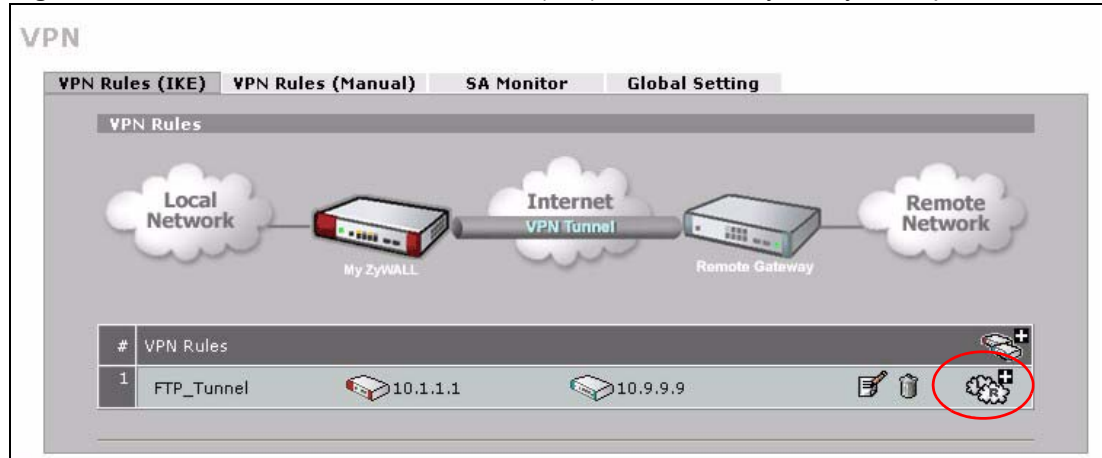 VPN
VPN Rules (IKE) VPN Rules (Manual) SA Monitor Global Setting
VPN Rules
Local
Network
Internet
VPN Tunnel
Remote
Network
My ZyWALL
Remote Gateway
# VPN Rules
1 FTP_Tunnel 10.1.1.1 10.9.9.9
R